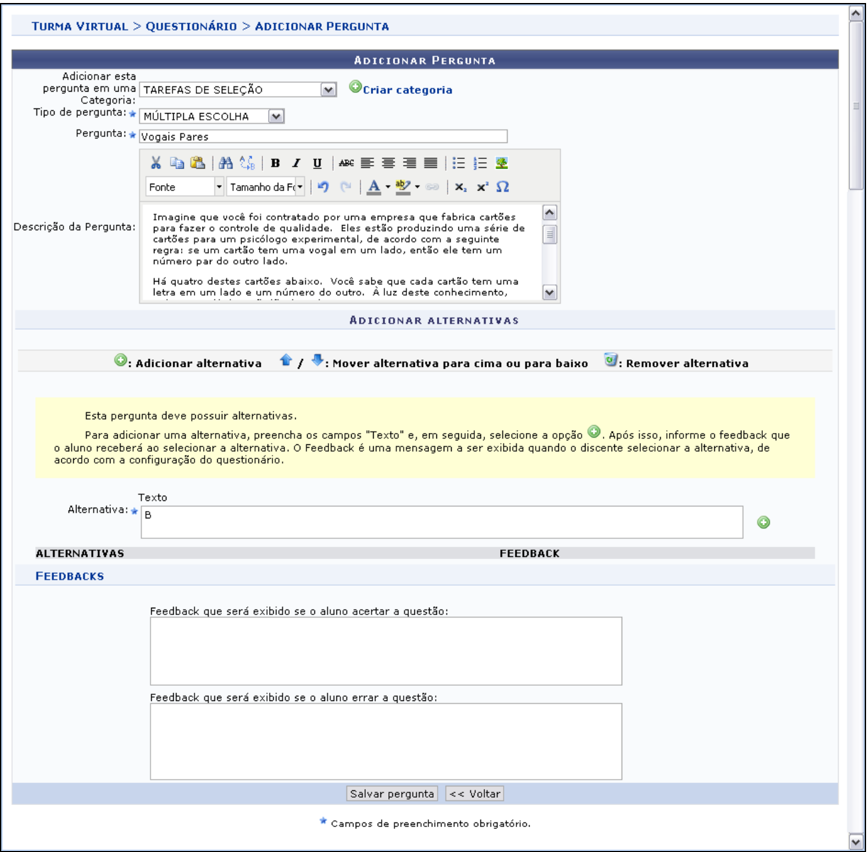 TURMA VIRTUAL > QUESTIONÁRIO > ADICIONAR PERGUNTA
ADICIONAR PERGUNTA
Adicionar esta
pergunta em uma
Categoria:
TAREFAS DE SELEÇÃO
Criar categoria
Tipo de pergunta:
MÚLTIPLA ESCOLHA
Pergunta:
Vogais Pares
B I U ABC
Fonte
Tamanho da Fo
A ab x₂ x² Ω
Descrição da Pergunta:
Imagine que você foi contratado por uma empresa que fabrica cartões
para fazer o controle de qualidade. Eles estão produzindo uma série de
cartões para um psicólogo experimental, de acordo com a seguinte
regra: se um cartão tem uma vogal em um lado, então ele tem um
número par do outro lado.
Há quatro destes cartões abaixo. Você sabe que cada cartão tem uma
letra em um lado e um número do outro. À luz deste conhecimento,
ADICIONAR ALTERNATIVAS
: Adicionar alternativa / : Mover alternativa para cima ou para baixo : Remover alternativa
Esta pergunta deve possuir alternativas.
Para adicionar uma alternativa, preencha os campos "Texto" e, em seguida, selecione a opção . Após isso, informe o feedback que
o aluno receberá ao selecionar a alternativa. O Feedback é uma mensagem a ser exibida quando o discente selecionar a alternativa, de
acordo com a configuração do questionário.
Texto
Alternativa:
B
ALTERNATIVAS FEEDBACK
FEEDBACKS
Feedback que será exibido se o aluno acertar a questão:
Feedback que será exibido se o aluno errar a questão:
Salvar pergunta << Voltar
Campos de preenchimento obrigatório.